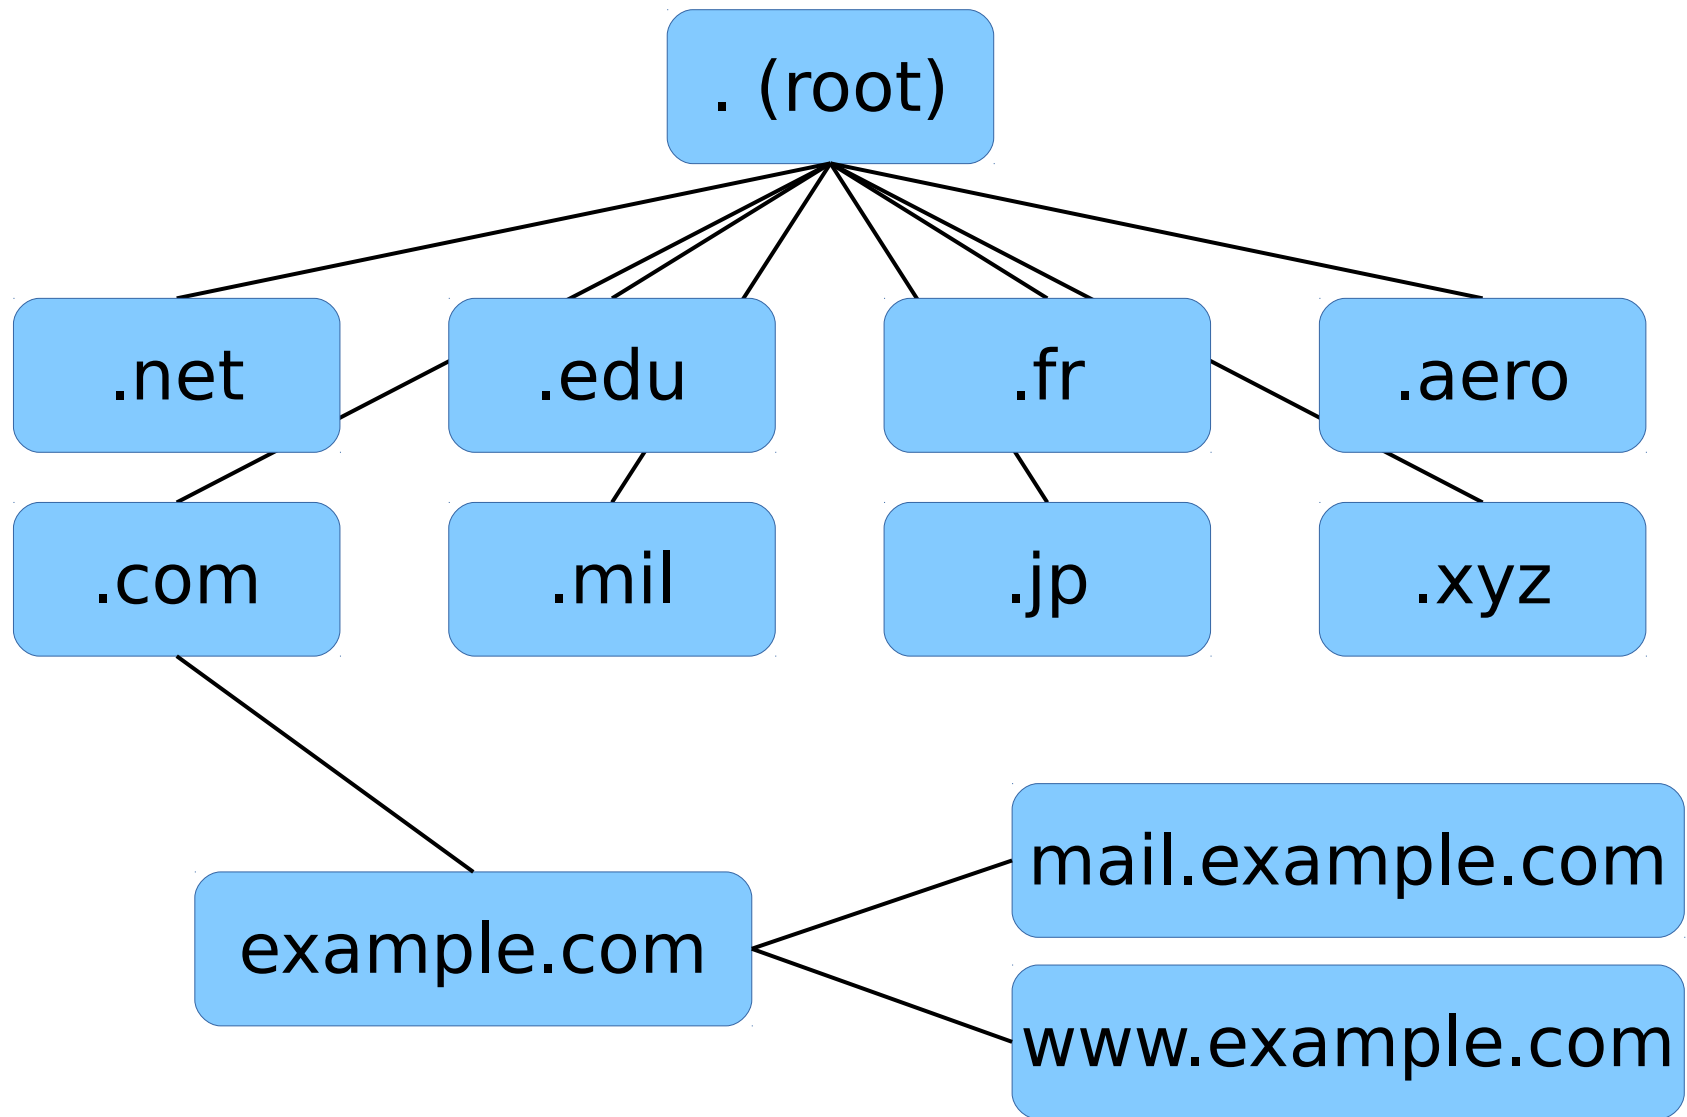 . (root)
.net
.edu
.fr
.aero
.com
.mil
.jp
.xyz
mail.example.com
example.com
www.example.com